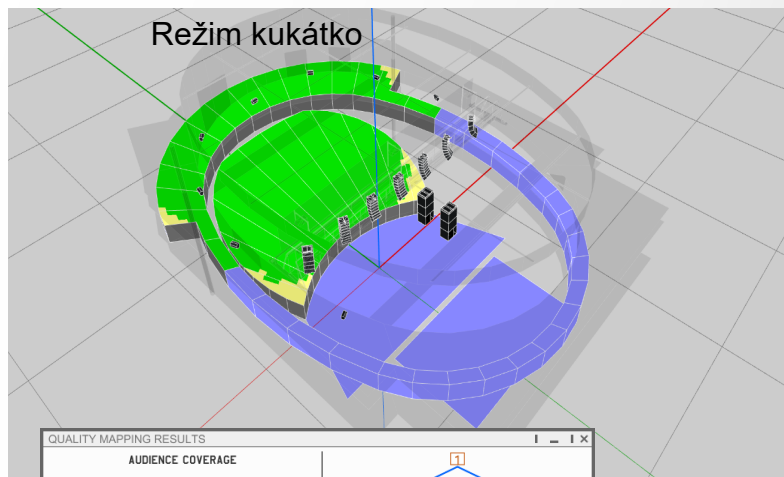 Režim kukátko
QUALITY MAPPING RESULTS
AUDIENCE COVERAGE
1